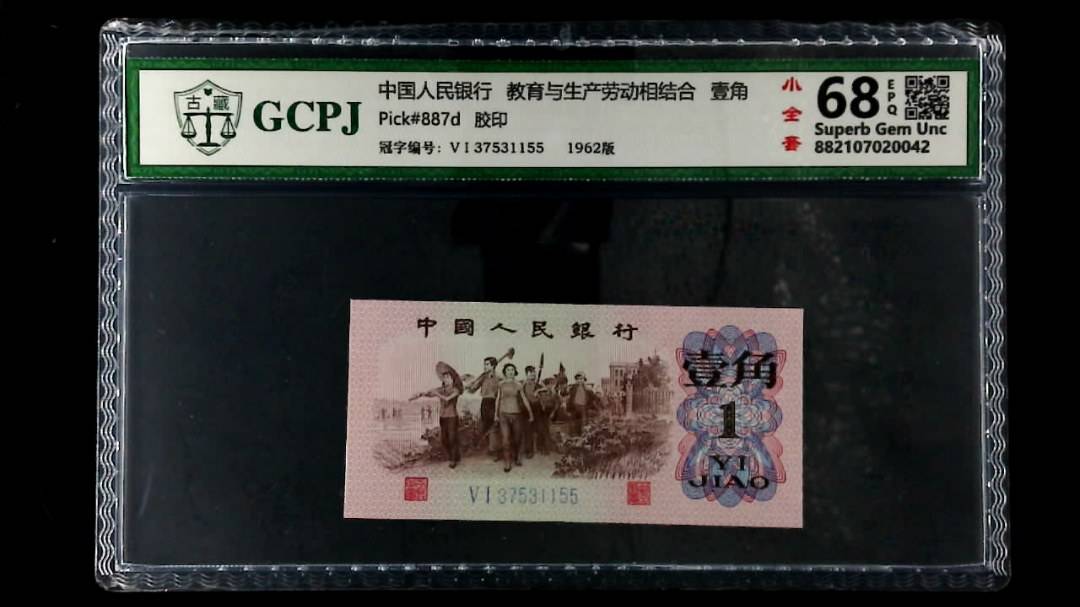 古藏
GCPJ
中国人民银行 教育与生产劳动相结合 壹角
Pick#887d 胶印
冠字编号: V I 37531155 1962版
小全套
68 EPQ
Superb Gem Unc
882107020042
中國人民銀行
壹角
1
YI
JIAO
V I 37531155